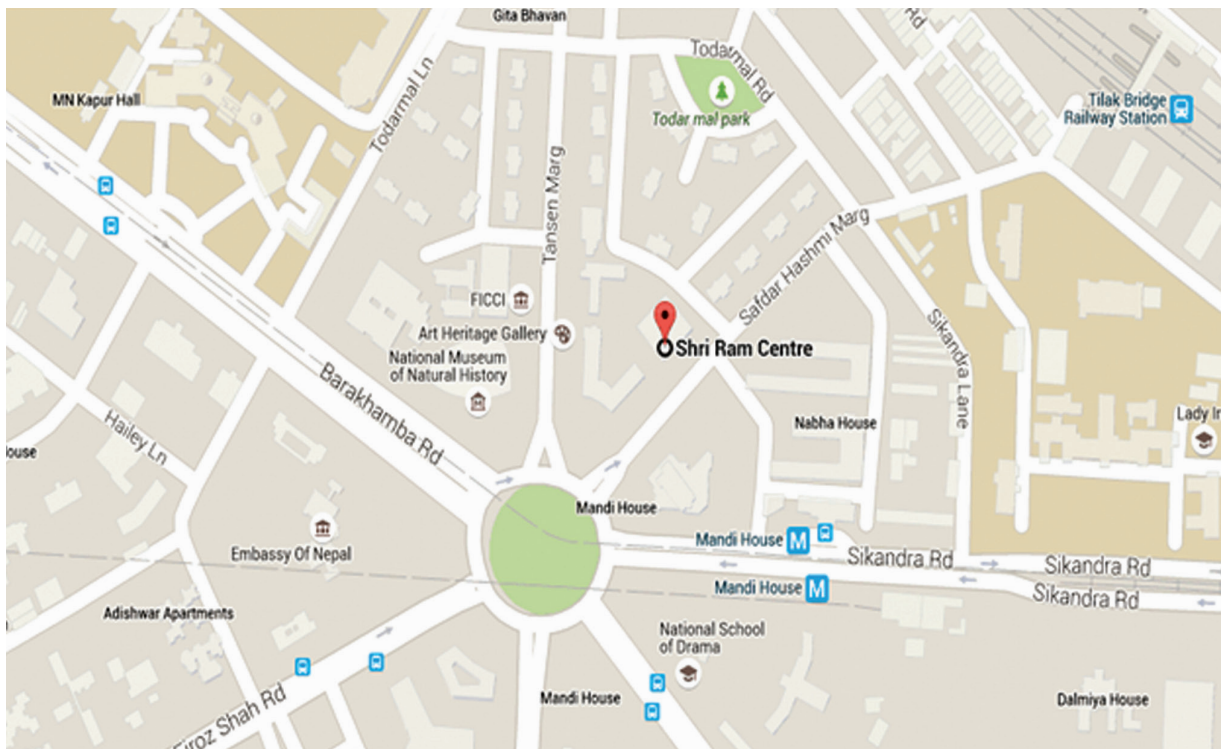 Gita Bhavan
Rd
Todarmal Rd
MN Kapur Hall
Todarmal Ln
Todar mal park
Tilak Bridge
Railway Station
Tansen Marg
Safdar Hashmi Marg
FICCI
Art Heritage Gallery
National Museum
of Natural History
Shri Ram Centre
Sikandra Lane
Barakhamba Rd
Hailey Ln
Nabha House
Lady Ir
ouse
Mandi House
Mandi House M
Embassy Of Nepal
Sikandra Rd
Sikandra Rd
Mandi House M
Sikandra Rd
Adishwar Apartments
National School
of Drama
Mandi House
Dalmiya House
Firoz Shah Rd